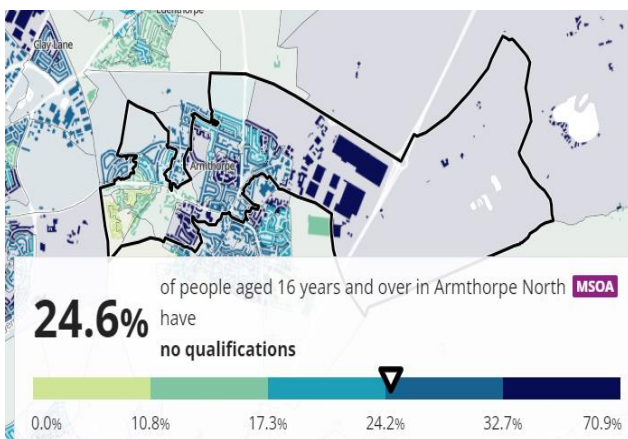 Edenthorpe
Clay Lane
Armthorpe
of people aged 16 years and over in Armthorpe North MSOA
24.6% have
no qualifications
0.0% 10.8% 17.3% 24.2% 32.7% 70.9%